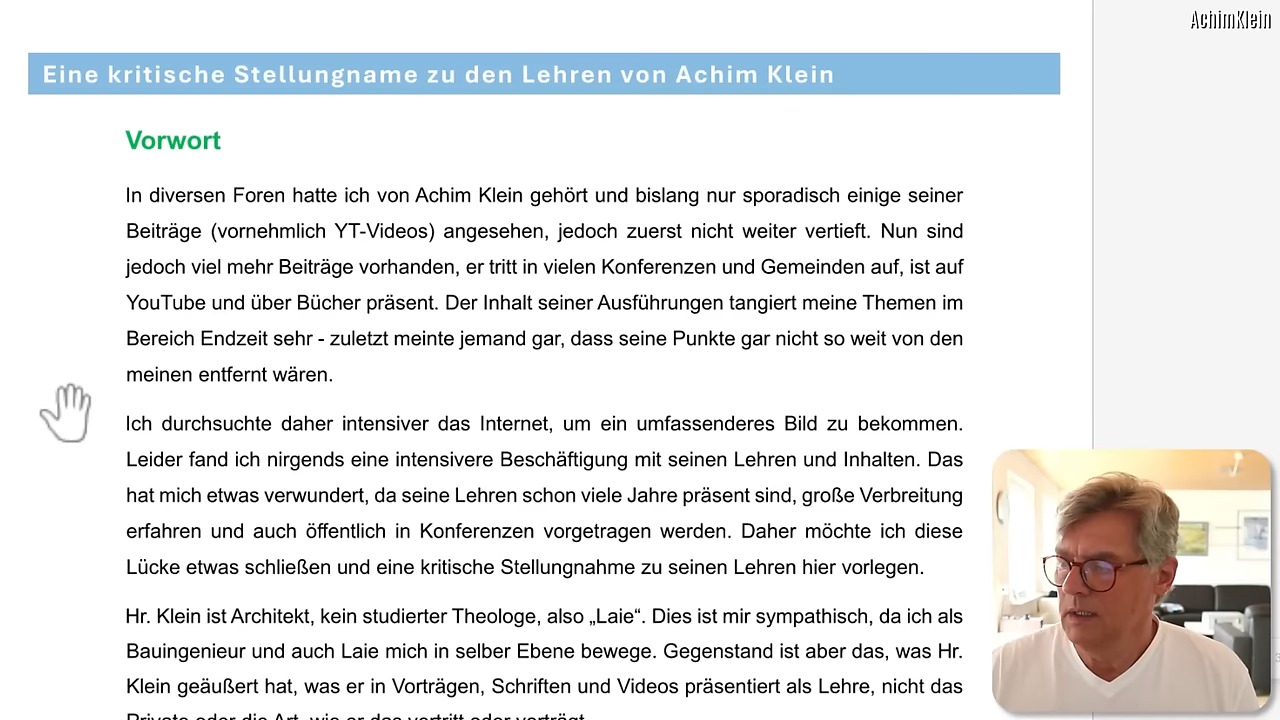 AchimKlein
Eine kritische Stellungname zu den Lehren von Achim Klein
Vorwort
In diversen Foren hatte ich von Achim Klein gehört und bislang nur sporadisch einige seiner
Beiträge (vornehmlich YT-Videos) angesehen, jedoch zuerst nicht weiter vertieft. Nun sind
jedoch viel mehr Beiträge vorhanden, er tritt in vielen Konferenzen und Gemeinden auf, ist auf
YouTube und über Bücher präsent. Der Inhalt seiner Ausführungen tangiert meine Themen im
Bereich Endzeit sehr - zuletzt meinte jemand gar, dass seine Punkte gar nicht so weit von den
meinen entfernt wären.
Ich durchsuchte daher intensiver das Internet, um ein umfassenderes Bild zu bekommen.
Leider fand ich nirgends eine intensivere Beschäftigung mit seinen Lehren und Inhalten. Das
hat mich etwas verwundert, da seine Lehren schon viele Jahre präsent sind, große Verbreitung
erfahren und auch öffentlich in Konferenzen vorgetragen werden. Daher möchte ich diese
Lücke etwas schließen und eine kritische Stellungnahme zu seinen Lehren hier vorlegen.
Hr. Klein ist Architekt, kein studierter Theologe, also „Laie“. Dies ist mir sympathisch, da ich als
Bauingenieur und auch Laie mich in selber Ebene bewege. Gegenstand ist aber das, was Hr.
Klein geäußert hat, was er in Vorträgen, Schriften und Videos präsentiert als Lehre, nicht das
Private oder die Art, wie er das vertritt oder vorträgt.